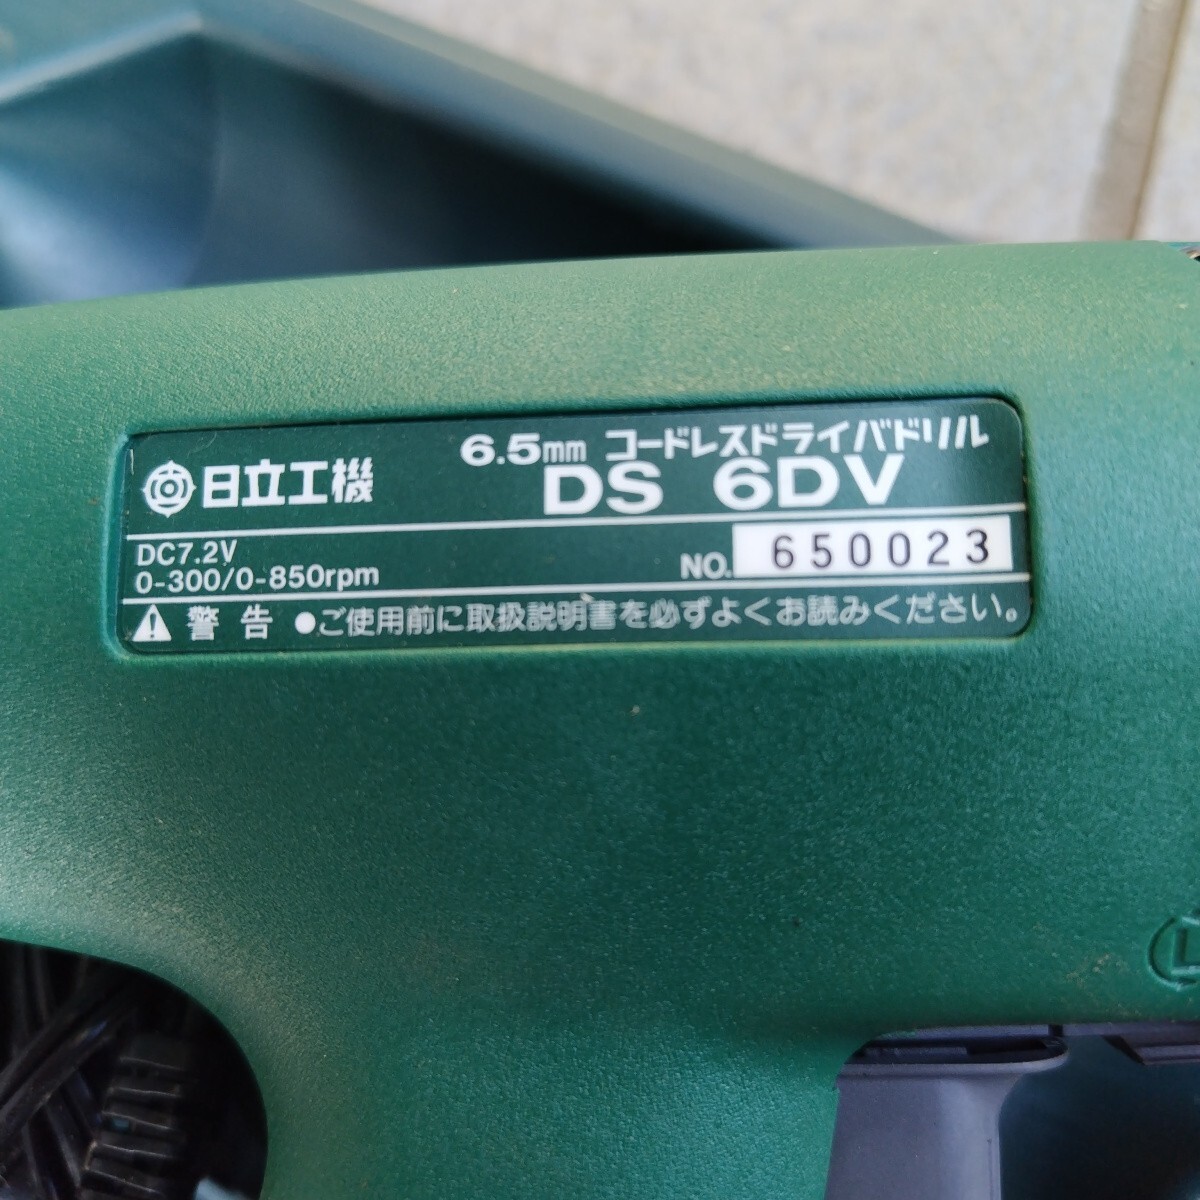 日立工機
6.5mm コードレスドライバドリル
DS 6DV
DC7.2V
0-300/0-850rpm
NO. 650023
⚠ 警告 ●ご使用前に取扱説明書を必ずよくお読みください。